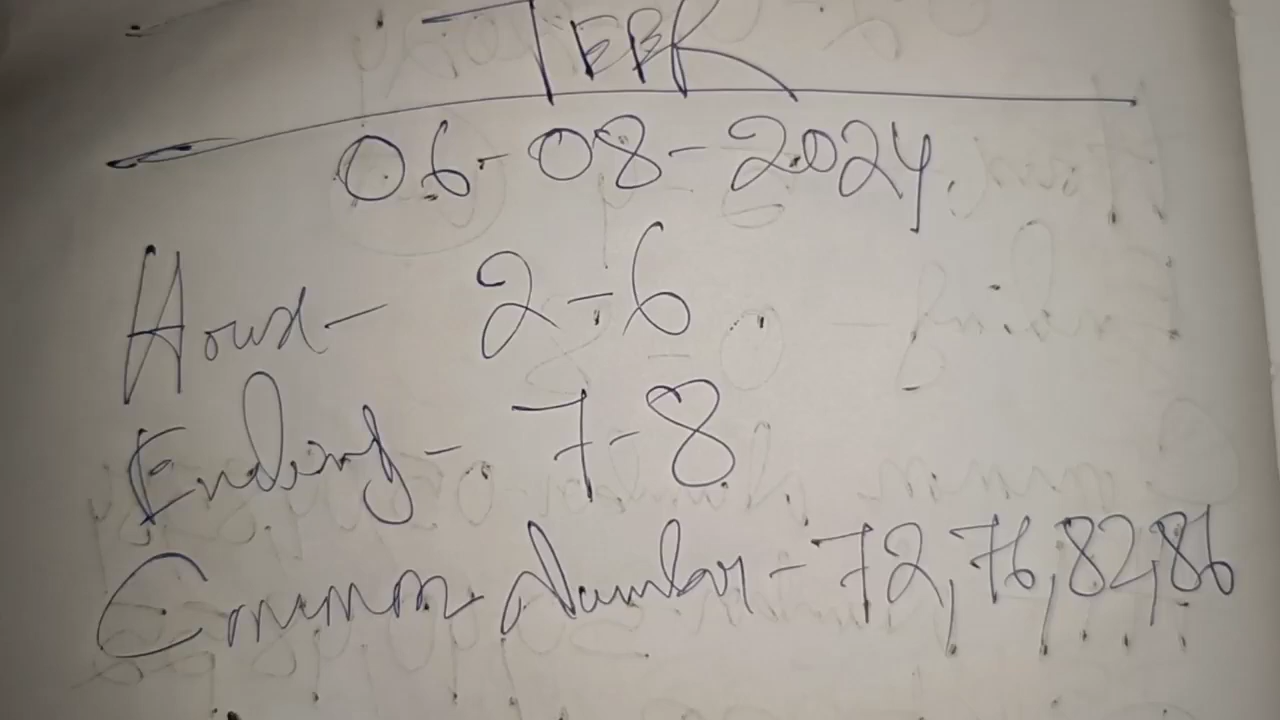 TEER
06-08-2024.
House- 2-6
Ending- 7-8
Common Number-72,76,82,86